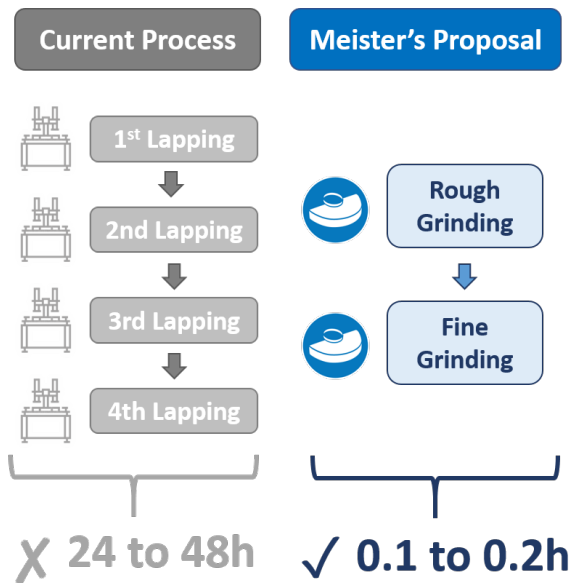 Current Process
1st Lapping
2nd Lapping
3rd Lapping
4th Lapping
✗ 24 to 48h
Meister's Proposal
Rough
Grinding
Fine
Grinding
✓ 0.1 to 0.2h